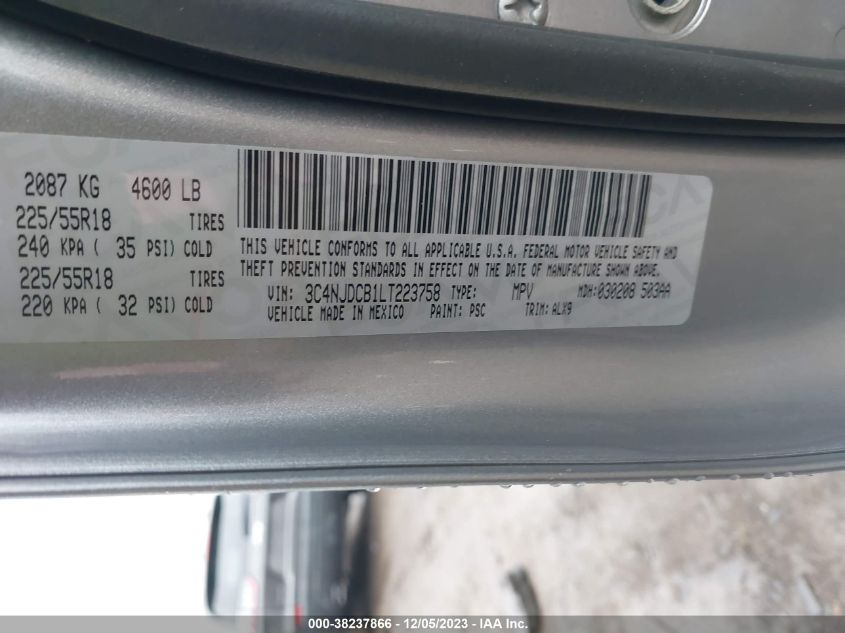 2087 KG 4600 LB
225/55R18 TIRES
240 KPA ( 35 PSI) COLD
225/55R18 TIRES
220 KPA ( 32 PSI) COLD
THIS VEHICLE CONFORMS TO ALL APPLICABLE U.S.A. FEDERAL MOTOR VEHICLE SAFETY AND
THEFT PREVENTION STANDARDS IN EFFECT ON THE DATE OF MANUFACTURE SHOWN ABOVE.
VIN: 3C4NJDCB1LT223758 TYPE: MPV MDH:030208 503AA
VEHICLE MADE IN MEXICO PAINT: PSC TRIM: ALX9
000-38237866 - 12/05/2023 - IAA Inc.